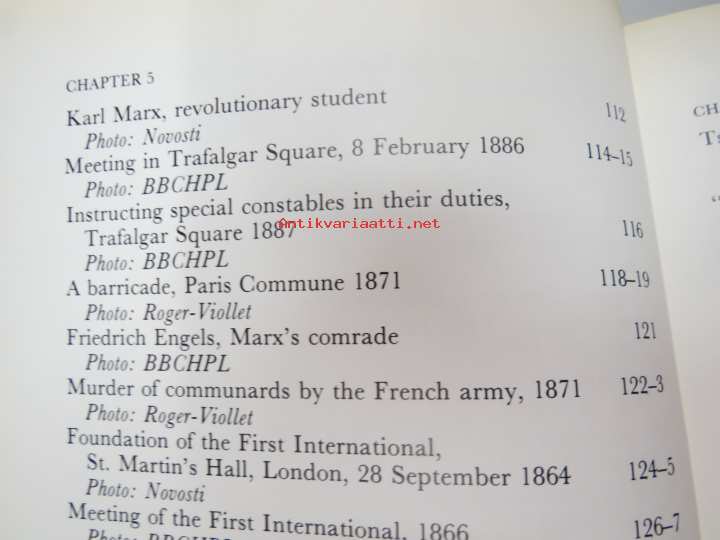 CHAPTER 5
Karl Marx, revolutionary student 112
Photo: Novosti
Meeting in Trafalgar Square, 8 February 1886 114–15
Photo: BBCHPL
Instructing special constables in their duties,
Trafalgar Square 1887 116
Antikvariaatti.net
Photo: BBCHPL
A barricade, Paris Commune 1871 118–19
Photo: Roger-Viollet
Friedrich Engels, Marx's comrade 121
Photo: BBCHPL
Murder of communards by the French army, 1871 122–3
Photo: Roger-Viollet
Foundation of the First International,
St. Martin's Hall, London, 28 September 1864 124–5
Photo: Novosti
Meeting of the First International, 1866 126–7
Photo: BBCHPL